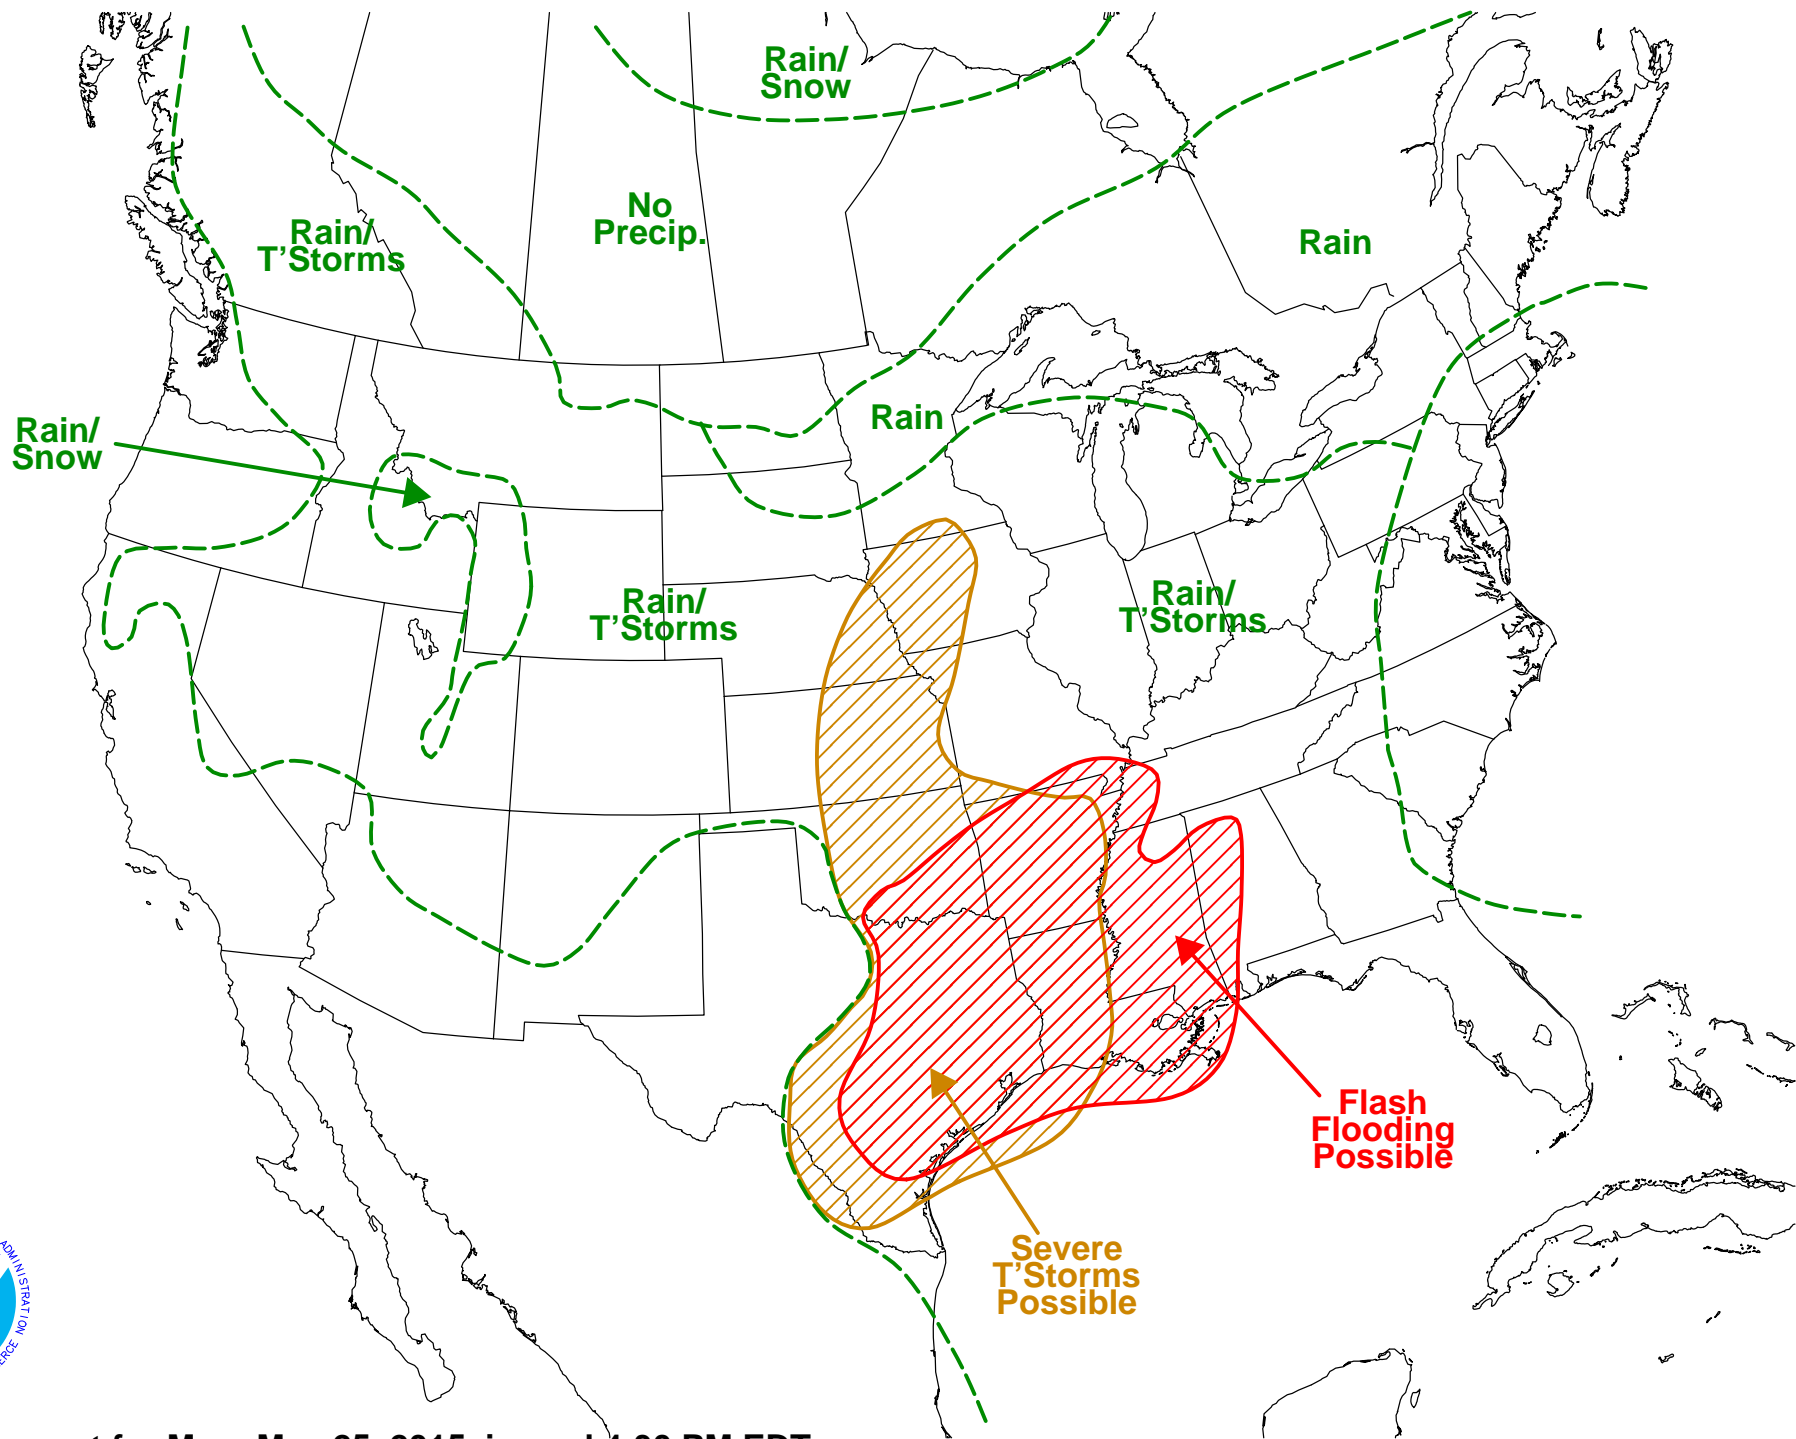 Rain/
Snow
No
Precip.
Rain/
T'Storms
Rain
Rain
Rain/
Snow
Rain/
T'Storms
Rain/
T'Storms
Flash
Flooding
Possible
Severe
T'Storms
Possible
ADMINISTRATION